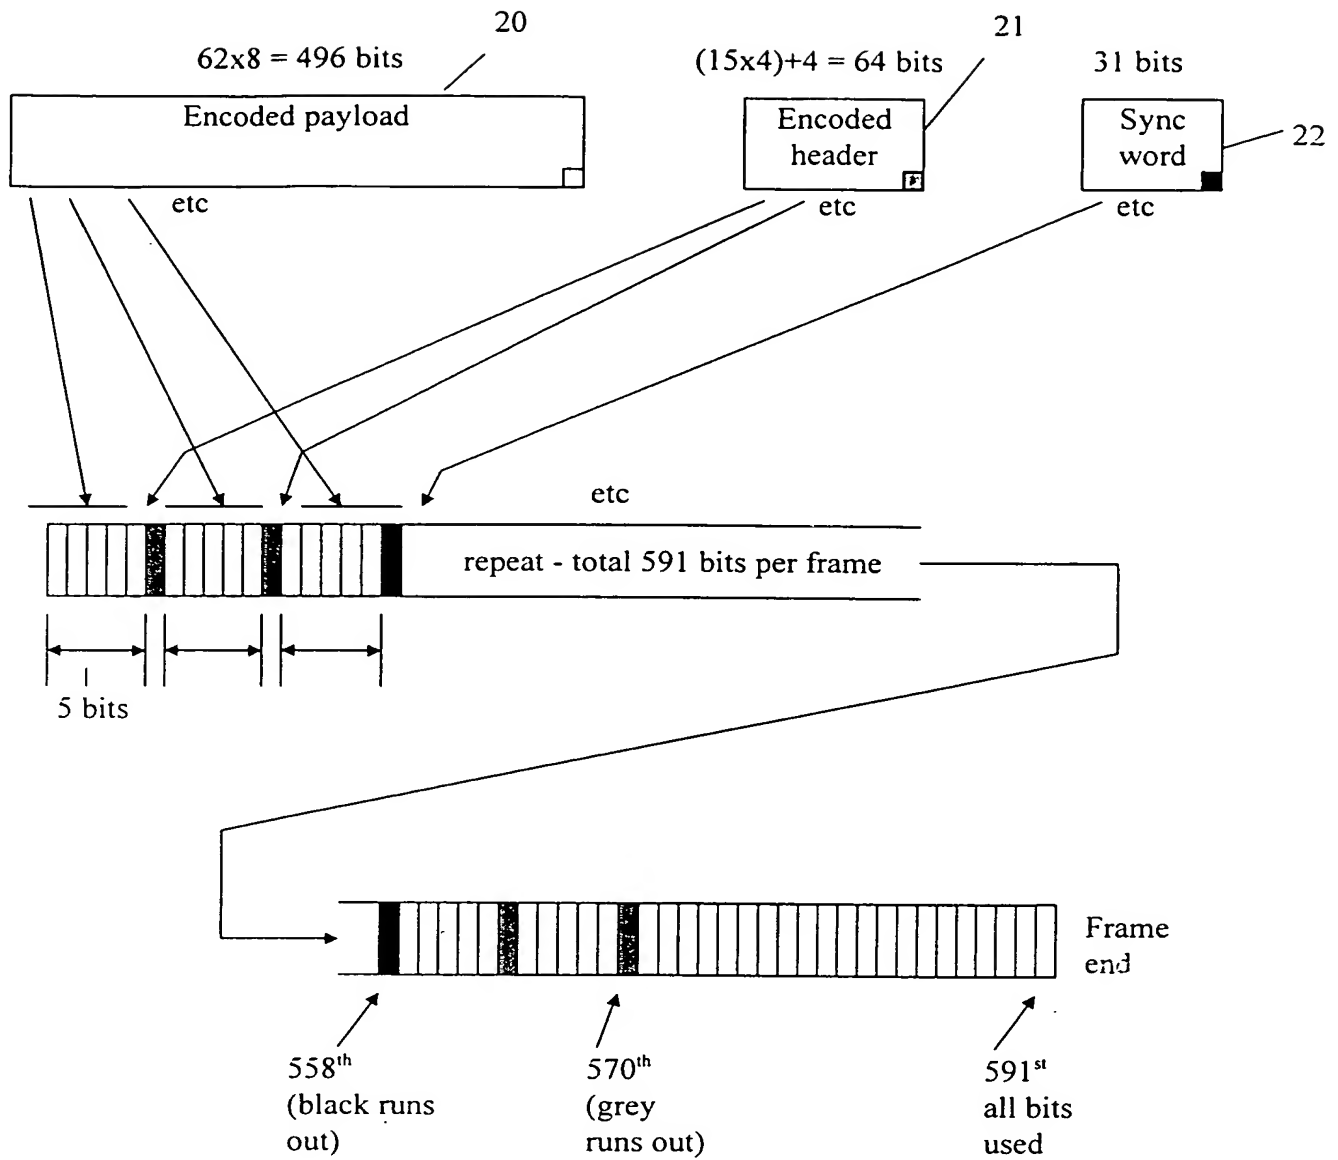 20
62x8 = 496 bits
21
(15x4)+4 = 64 bits
31 bits
Encoded payload
Encoded
header
Sync
word
22
etc
etc
etc
etc
repeat - total 591 bits per frame
5 bits
Frame
end
558th
(black runs
out)
570th
(grey
runs out)
591st
all bits
used